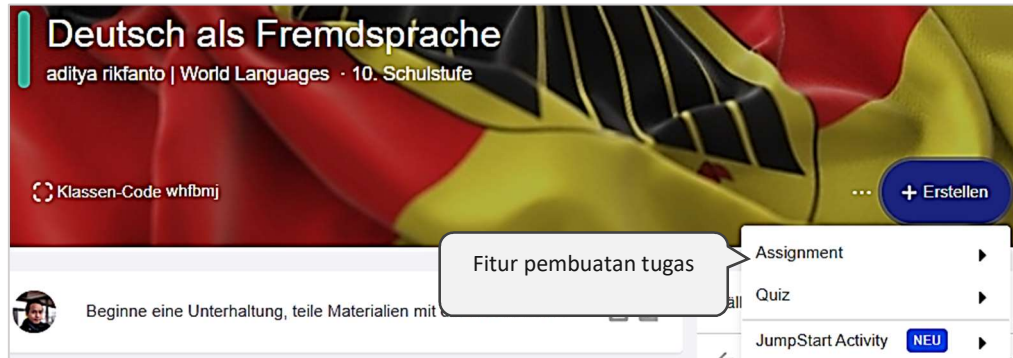 Deutsch als Fremdsprache
aditya rikfanto | World Languages · 10. Schulstufe
Klassen-Code whfbmj
... + Erstellen
Fitur pembuatan tugas
Assignment
Beginne eine Unterhaltung, teile Materialien mit
Quiz
JumpStart Activity NEU